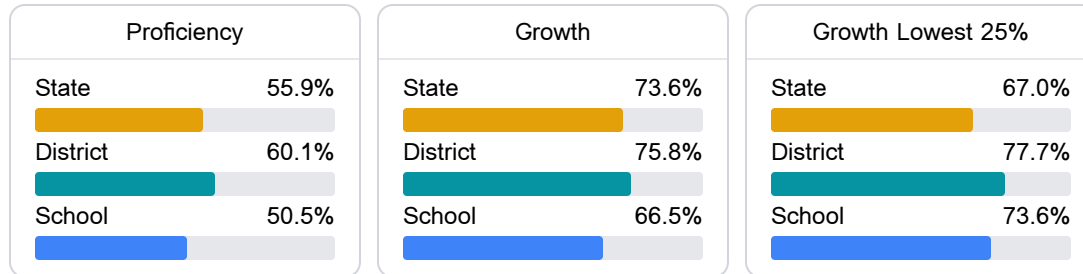 Proficiency
State 55.9%
District 60.1%
School 50.5%
Growth
State 73.6%
District 75.8%
School 66.5%
Growth Lowest 25%
State 67.0%
District 77.7%
School 73.6%